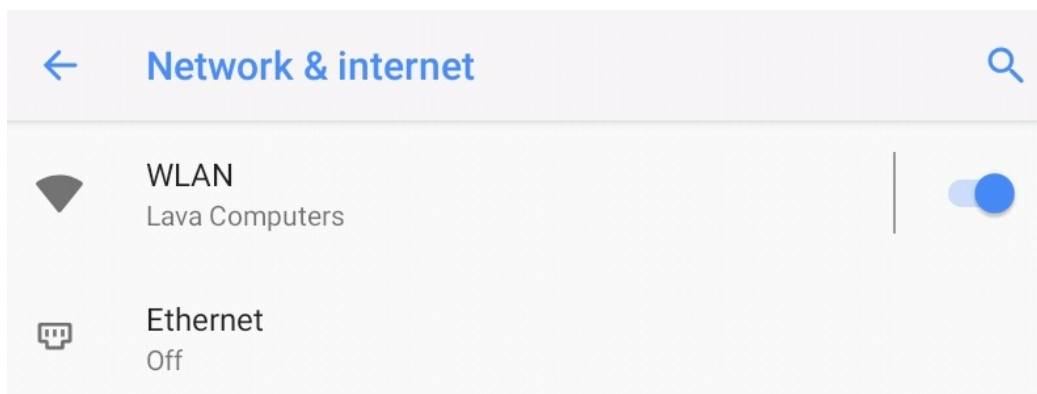 Network & internet
WLAN
Lava Computers
Ethernet
Off